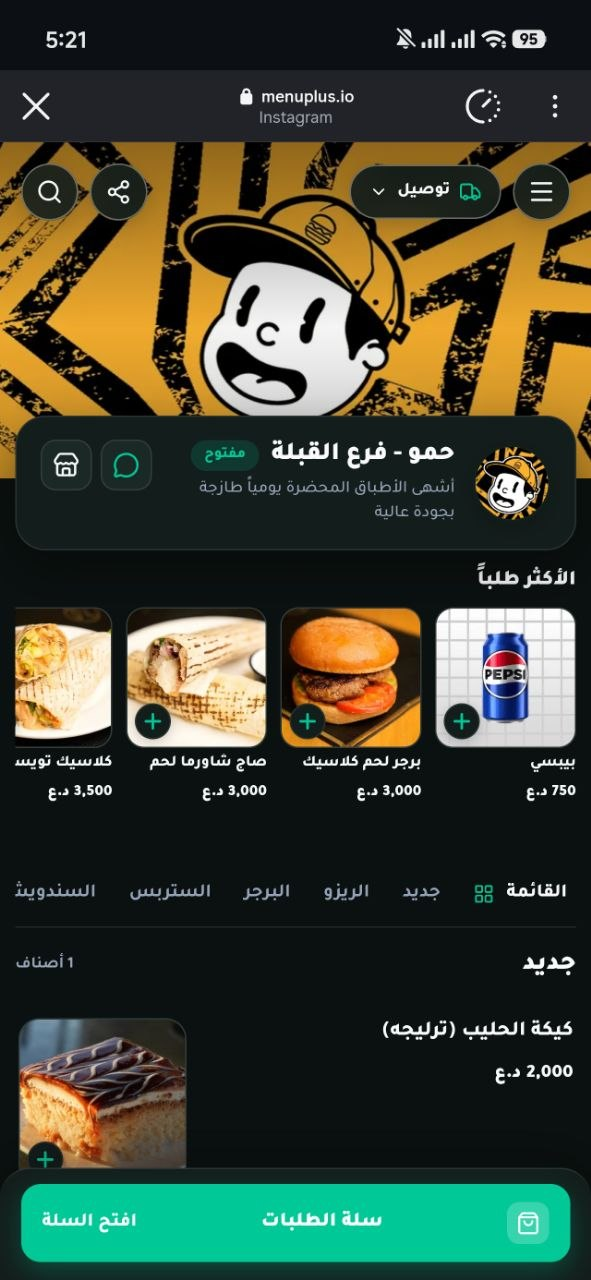 5:21
95
menuplus.io
Instagram
توصيل
حمو - فرع القبلة
مفتوح
أشهى الأطباق المحضرة يومياً طازجة
بجودة عالية
الأكثر طلباً
PEPSI
بيبسي
750 د.ع
برجر لحم كلاسيك
3,000 د.ع
صاج شاورما لحم
3,000 د.ع
كلاسيك تويس
3,500 د.ع
القائمة
جديد
الريزو
البرجر
الستربس
السندويش
جديد
1 أصناف
كيكة الحليب (ترليجه)
2,000 د.ع
سلة الطلبات
افتح السلة